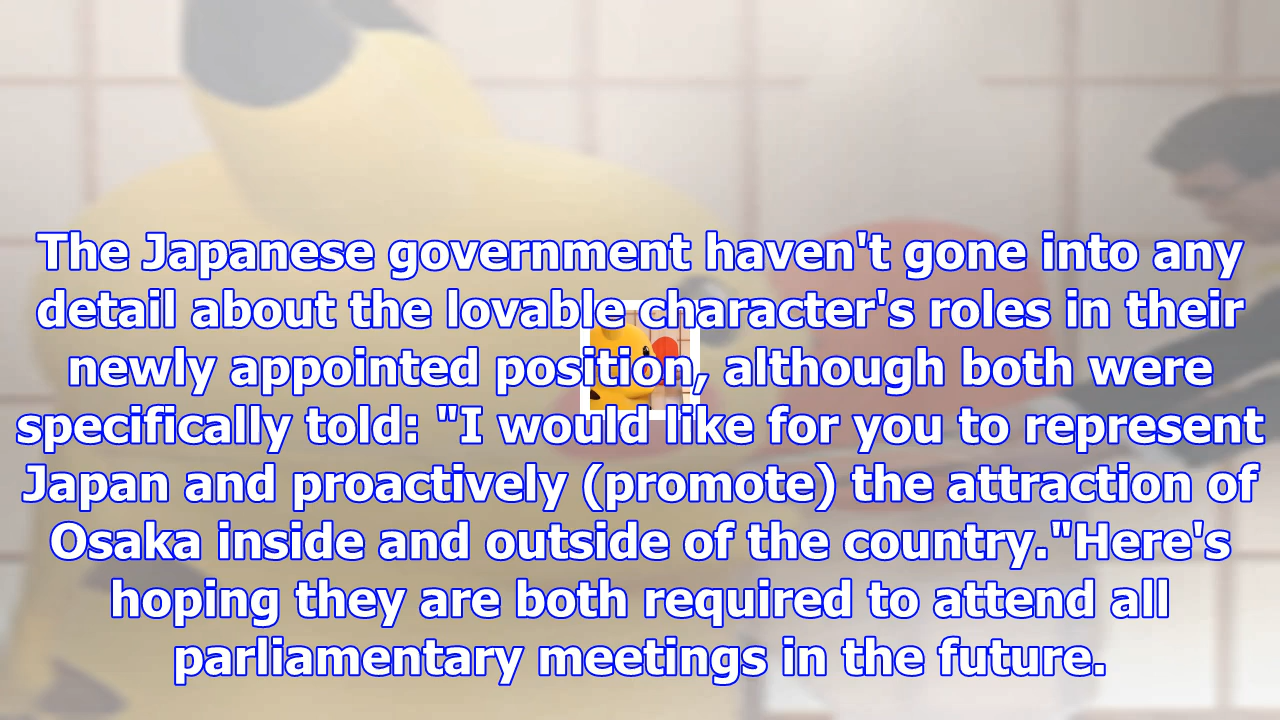 The Japanese government haven't gone into any
detail about the lovable character's roles in their
newly appointed position, although both were
specifically told: "I would like for you to represent
Japan and proactively (promote) the attraction of
Osaka inside and outside of the country."Here's
hoping they are both required to attend all
parliamentary meetings in the future.